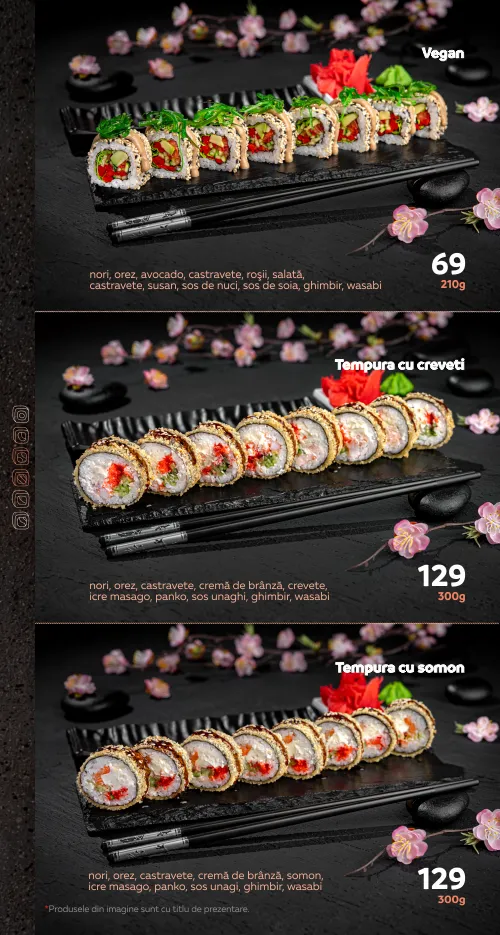 Vegan
69
210g
nori, orez, avocado, castravete, roșii, salată,
castravete, susan, sos de nuci, sos de soia, ghimbir, wasabi
Tempura cu creveti
129
300g
nori, orez, castravete, cremă de brânză, crevete,
icre masago, panko, sos unaghi, ghimbir, wasabi
Tempura cu somon
129
300g
nori, orez, castravete, cremă de brânză, somon,
icre masago, panko, sos unagi, ghimbir, wasabi
*Produsele din imagine sunt cu titlu de prezentare.